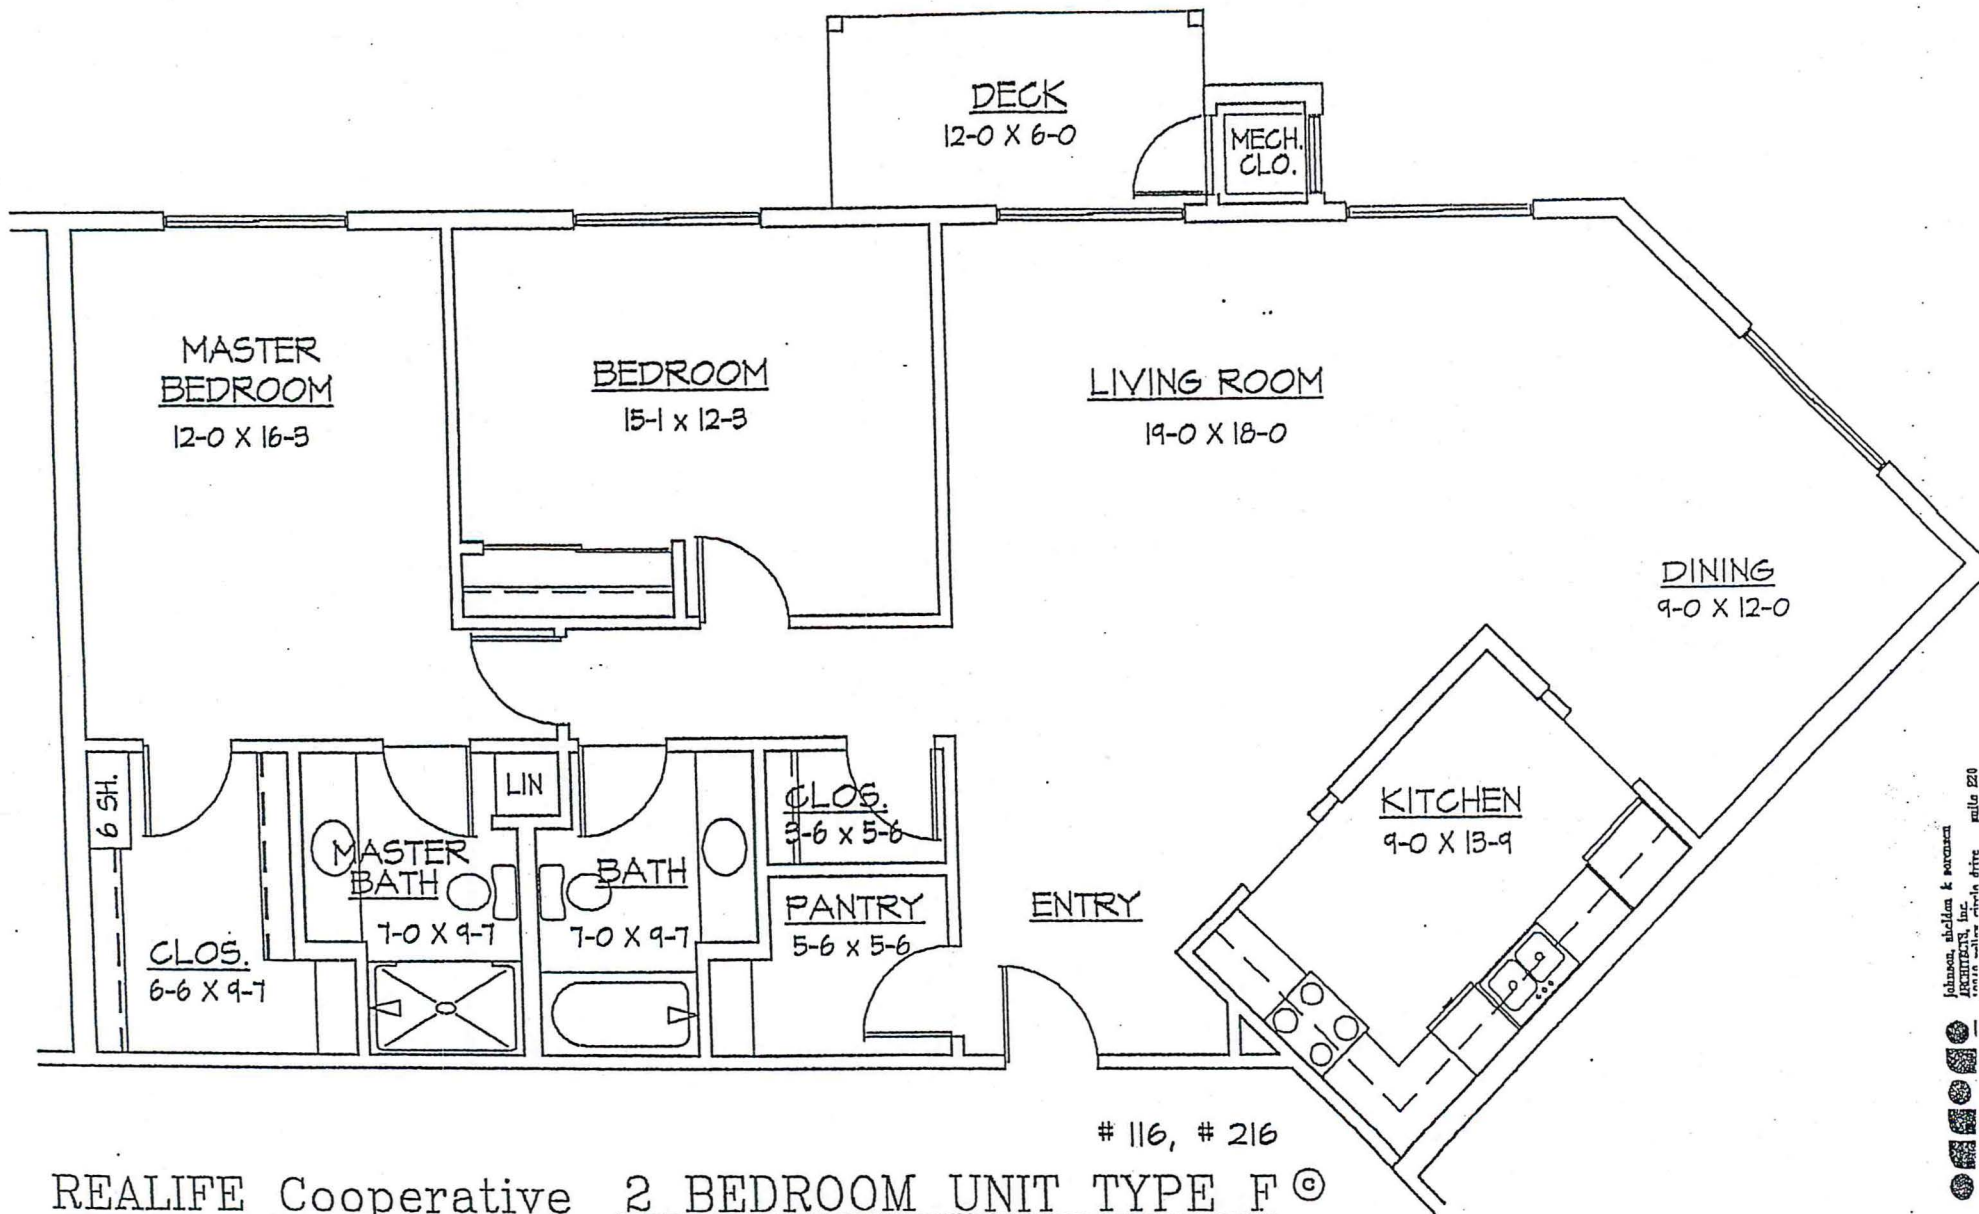 DECK
12-0 X 6-0
MECH.
CLO.
MASTER
BEDROOM
12-0 X 16-3
BEDROOM
15-1 x 12-3
LIVING ROOM
19-0 X 18-0
DINING
9-0 X 12-0
KITCHEN
9-0 X 13-9
6 SH.
LIN
CLOS.
3-6 x 5-6
MASTER
BATH
7-0 X 9-7
BATH
7-0 X 9-7
PANTRY
5-6 x 5-6
ENTRY
CLOS.
6-6 X 9-7
# 116, # 216
REALIFE Cooperative 2 BEDROOM UNIT TYPE F ©
johnson, sheldon & sorensen
ARCHITECTS, inc.
circle drive suite 220